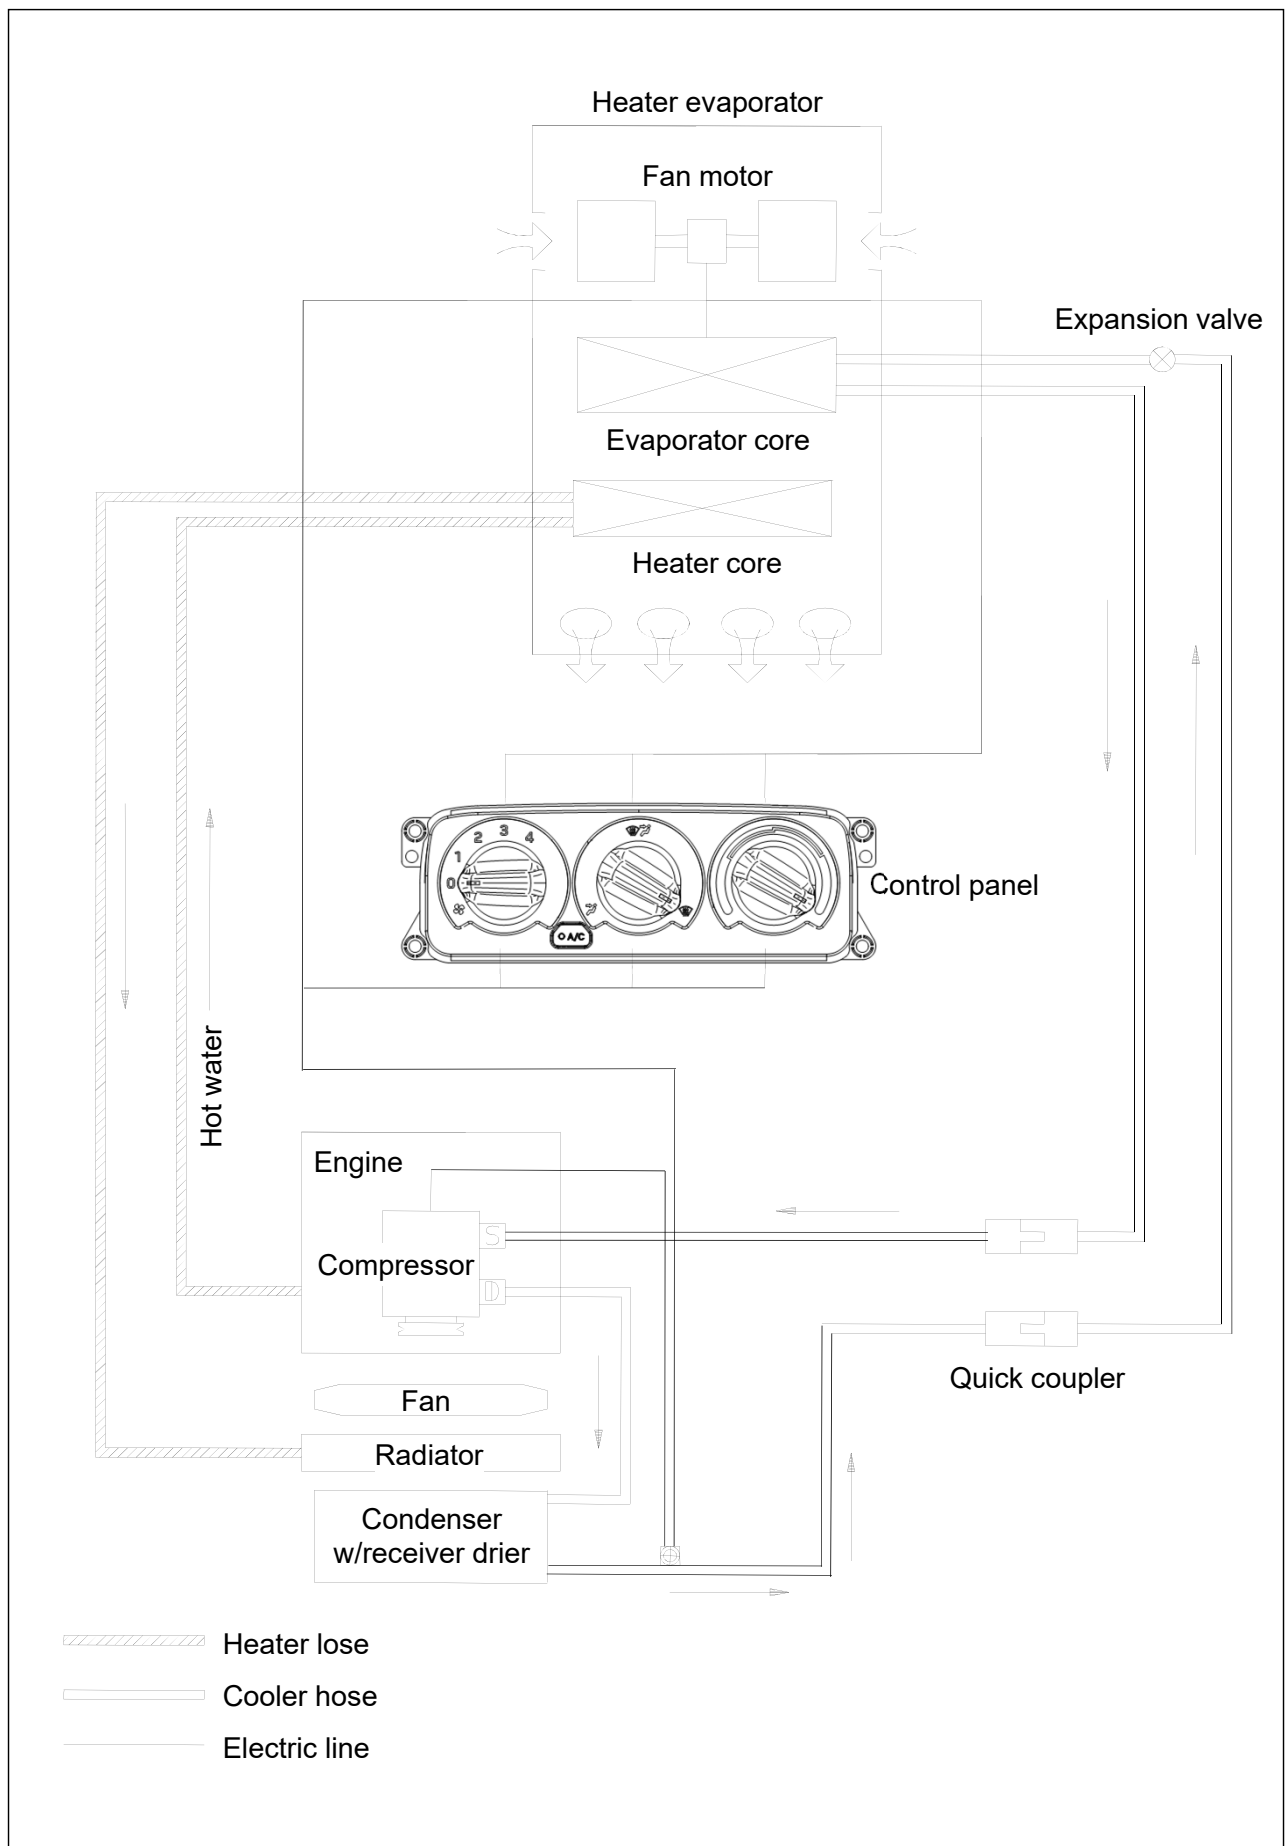 Heater evaporator
Fan motor
Expansion valve
Evaporator core
Heater core
0 1 2 3 4
A/C
Control panel
Hot water
Engine
S
Compressor
D
Quick coupler
Fan
Radiator
Condenser
w/receiver drier
Heater lose
Cooler hose
Electric line